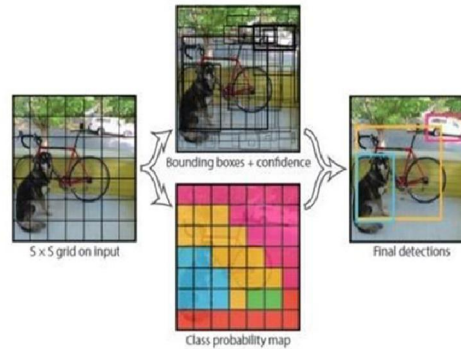 Bounding boxes + confidence
S x S grid on input
Final detections
Class probability map